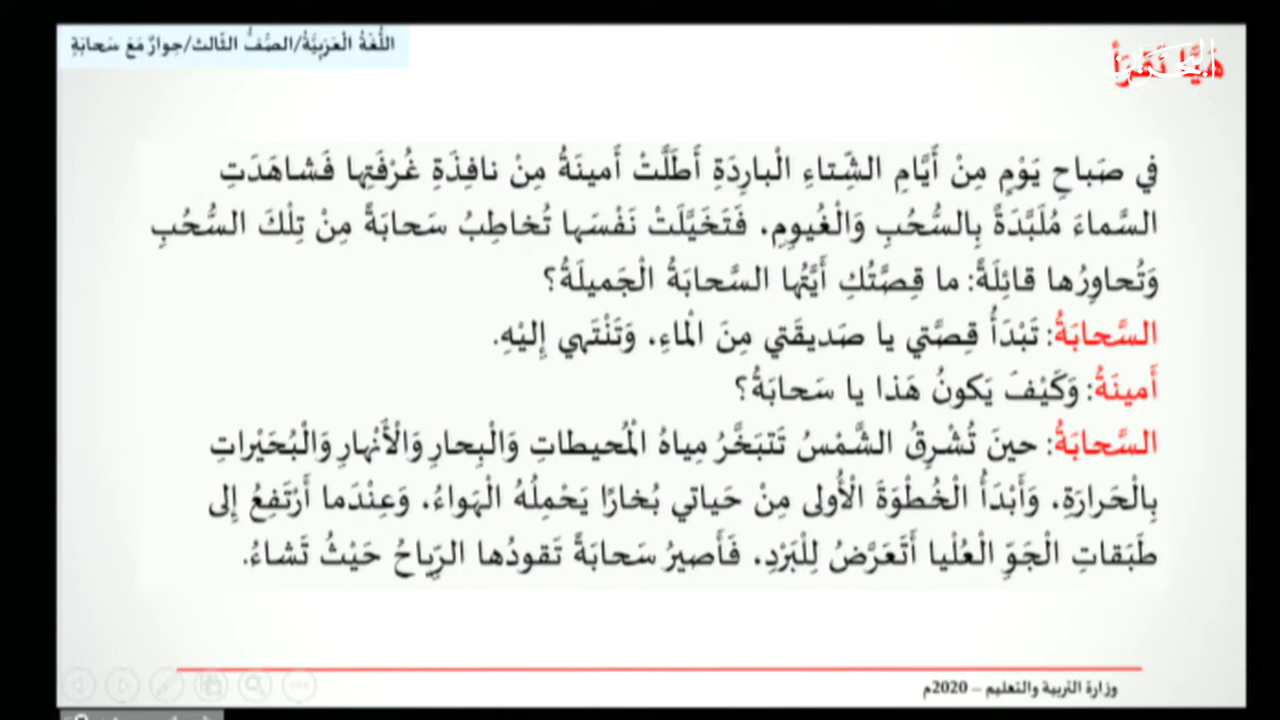 اللُّغَةُ الْعَرَبِيَّةُ/الصَّفُّ الثّالث/حِوارٌ مَعَ سَحابَةٍ
هَيَّا نَقْرَأْ
في صَباحِ يَوْمٍ مِنْ أَيَّامِ الشِّتاءِ الْبارِدَةِ أَطَلَّتْ أَمينَةُ مِنْ نافِذَةِ غُرْفَتِها فَشاهَدَتِ
السَّماءَ مُلَبَّدَةً بِالسُّحُبِ وَالْغُيومِ، فَتَخَيَّلَتْ نَفْسَها تُخاطِبُ سَحابَةً مِنْ تِلْكَ السُّحُبِ
وَتُحاوِرُها قائِلَةً: ما قِصَّتُكِ أَيَّتُها السَّحابَةُ الْجَميلَةُ؟
السَّحابَةُ: تَبْدَأُ قِصَّتي يا صَديقَتي مِنَ الْماءِ، وَتَنْتَهي إِليْهِ.
أَمينَةُ: وَكَيْفَ يَكونُ هَذا يا سَحابَةُ؟
السَّحابَةُ: حينَ تُشْرِقُ الشَّمْسُ تَتبَخَّرُ مِياهُ الْمُحيطاتِ وَالْبِحارِ وَالْأَنْهارِ وَالْبُحَيْراتِ
بِالْحَرارَةِ، وَأَبْدَأُ الْخُطْوَةَ الْأُولى مِنْ حَياتي بُخارًا يَحْمِلُهُ الْهَواءُ، وَعِنْدَما أَرْتَفِعُ إِلى
طَبَقاتِ الْجَوِّ الْعُلْيا أَتَعَرَّضُ لِلْبَرْدِ، فَأَصيرُ سَحابَةً تَقودُها الرِّياحُ حَيْثُ تَشاءُ.
وزارة التربية والتعليم – 2020م